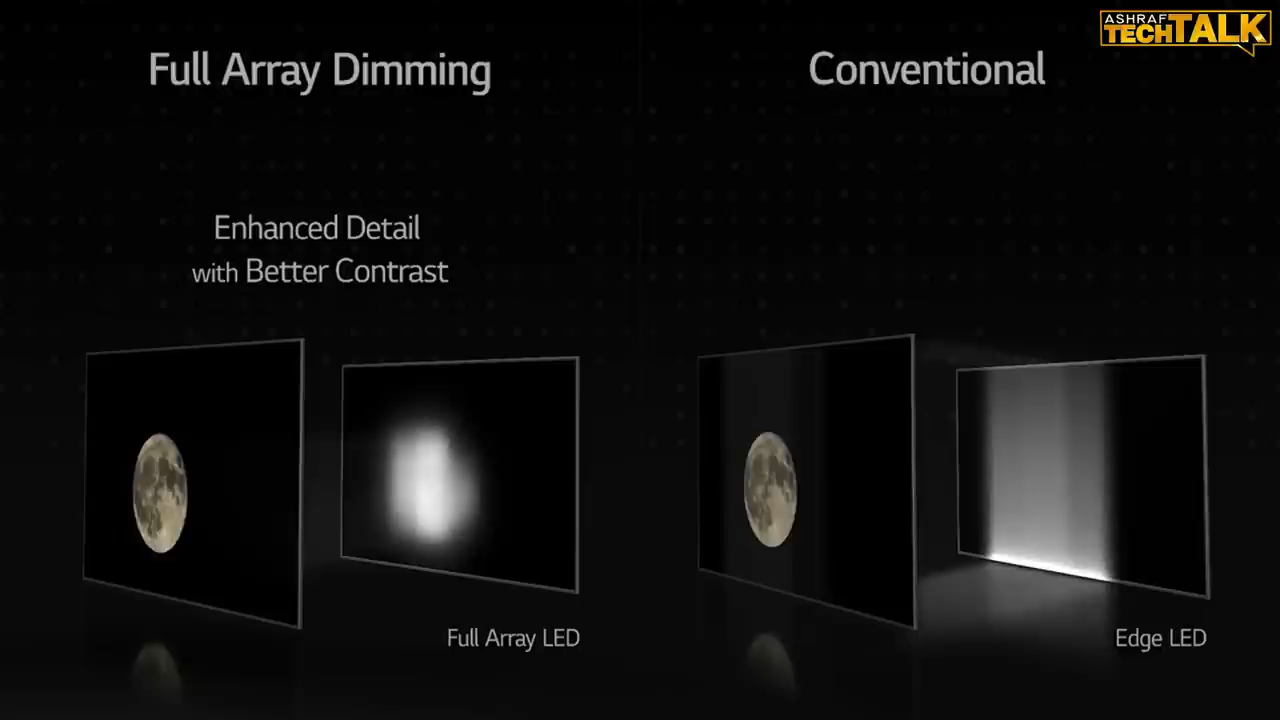 ASHRAF
TECHTALK
Full Array Dimming
Conventional
Enhanced Detail
with Better Contrast
Full Array LED
Edge LED